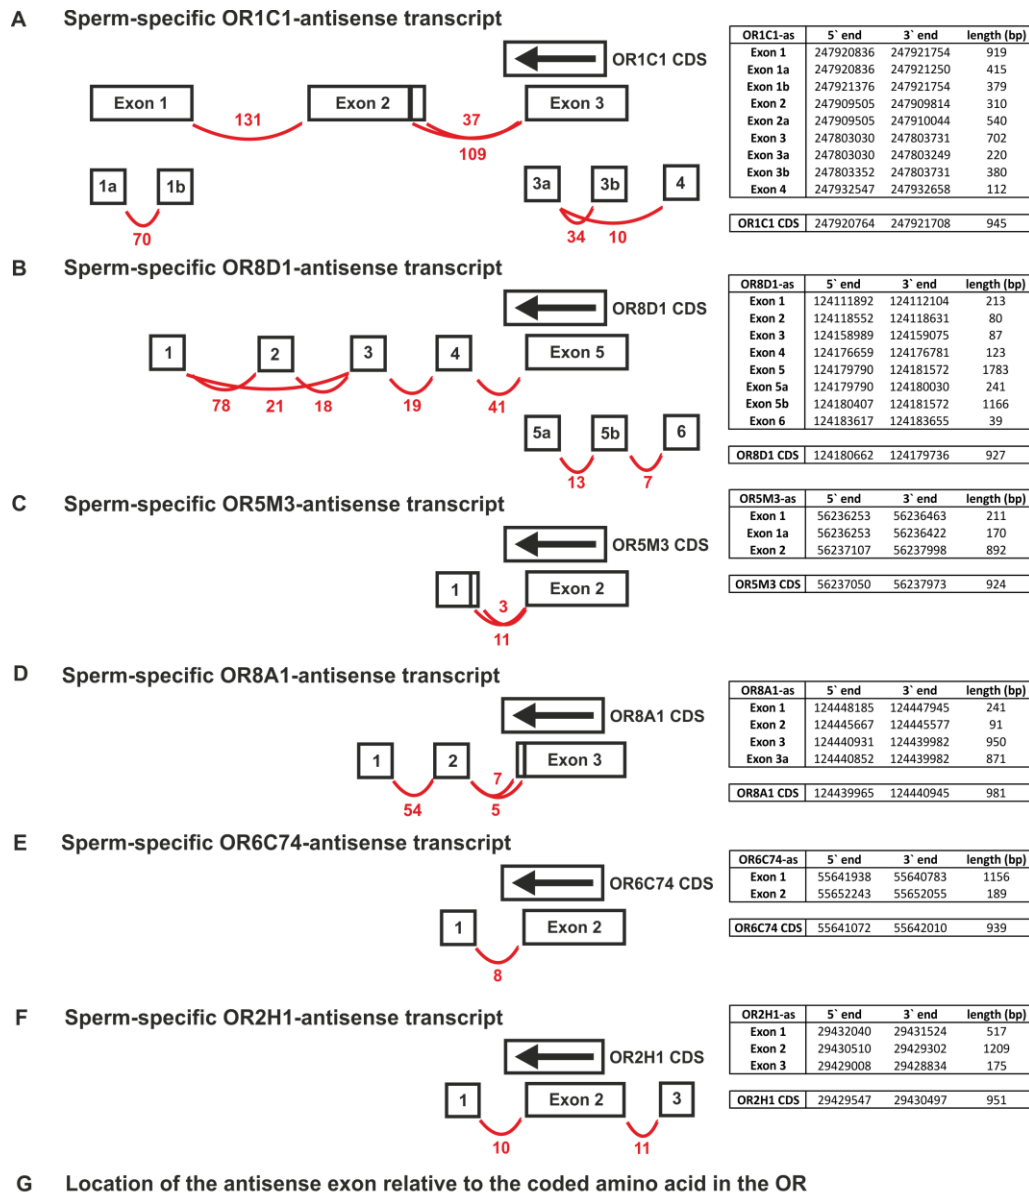 A Sperm-specific OR1C1-antisense transcript
OR1C1 CDS
Exon 1 Exon 2 Exon 3
131 37
109
1a 1b 3a 3b 4
70 34 10
OR1C1-as 5` end 3` end length (bp)
Exon 1 247920836 247921754 919
Exon 1a 247920836 247921250 415
Exon 1b 247921376 247921754 379
Exon 2 247909505 247909814 310
Exon 2a 247909505 247910044 540
Exon 3 247803030 247803731 702
Exon 3a 247803030 247803249 220
Exon 3b 247803352 247803731 380
Exon 4 247932547 247932658 112
OR1C1 CDS 247920764 247921708 945
B Sperm-specific OR8D1-antisense transcript
OR8D1 CDS
1 2 3 4 Exon 5
78 21 18 19 41
5a 5b 6
13 7
OR8D1-as 5` end 3` end length (bp)
Exon 1 124111892 124112104 213
Exon 2 124118552 124118631 80
Exon 3 124158989 124159075 87
Exon 4 124176659 124176781 123
Exon 5 124179790 124181572 1783
Exon 5a 124179790 124180030 241
Exon 5b 124180407 124181572 1166
Exon 6 124183617 124183655 39
OR8D1 CDS 124180662 124179736 927
C Sperm-specific OR5M3-antisense transcript
OR5M3 CDS
1 Exon 2
3
11
OR5M3-as 5` end 3` end length (bp)
Exon 1 56236253 56236463 211
Exon 1a 56236253 56236422 170
Exon 2 56237107 56237998 892
OR5M3 CDS 56237050 56237973 924
D Sperm-specific OR8A1-antisense transcript
OR8A1 CDS
1 2 Exon 3
7
54 5
OR8A1-as 5` end 3` end length (bp)
Exon 1 124448185 124447945 241
Exon 2 124445667 124445577 91
Exon 3 124440931 124439982 950
Exon 3a 124440852 124439982 871
OR8A1 CDS 124439965 124440945 981
E Sperm-specific OR6C74-antisense transcript
OR6C74 CDS
1 Exon 2
8
OR6C74-as 5` end 3` end length (bp)
Exon 1 55641938 55640783 1156
Exon 2 55652243 55652055 189
OR6C74 CDS 55641072 55642010 939
F Sperm-specific OR2H1-antisense transcript
OR2H1 CDS
1 Exon 2 3
10 11
OR2H1-as 5` end 3` end length (bp)
Exon 1 29432040 29431524 517
Exon 2 29430510 29429302 1209
Exon 3 29429008 29428834 175
OR2H1 CDS 29429547 29430497 951
G Location of the antisense exon relative to the coded amino acid in the OR